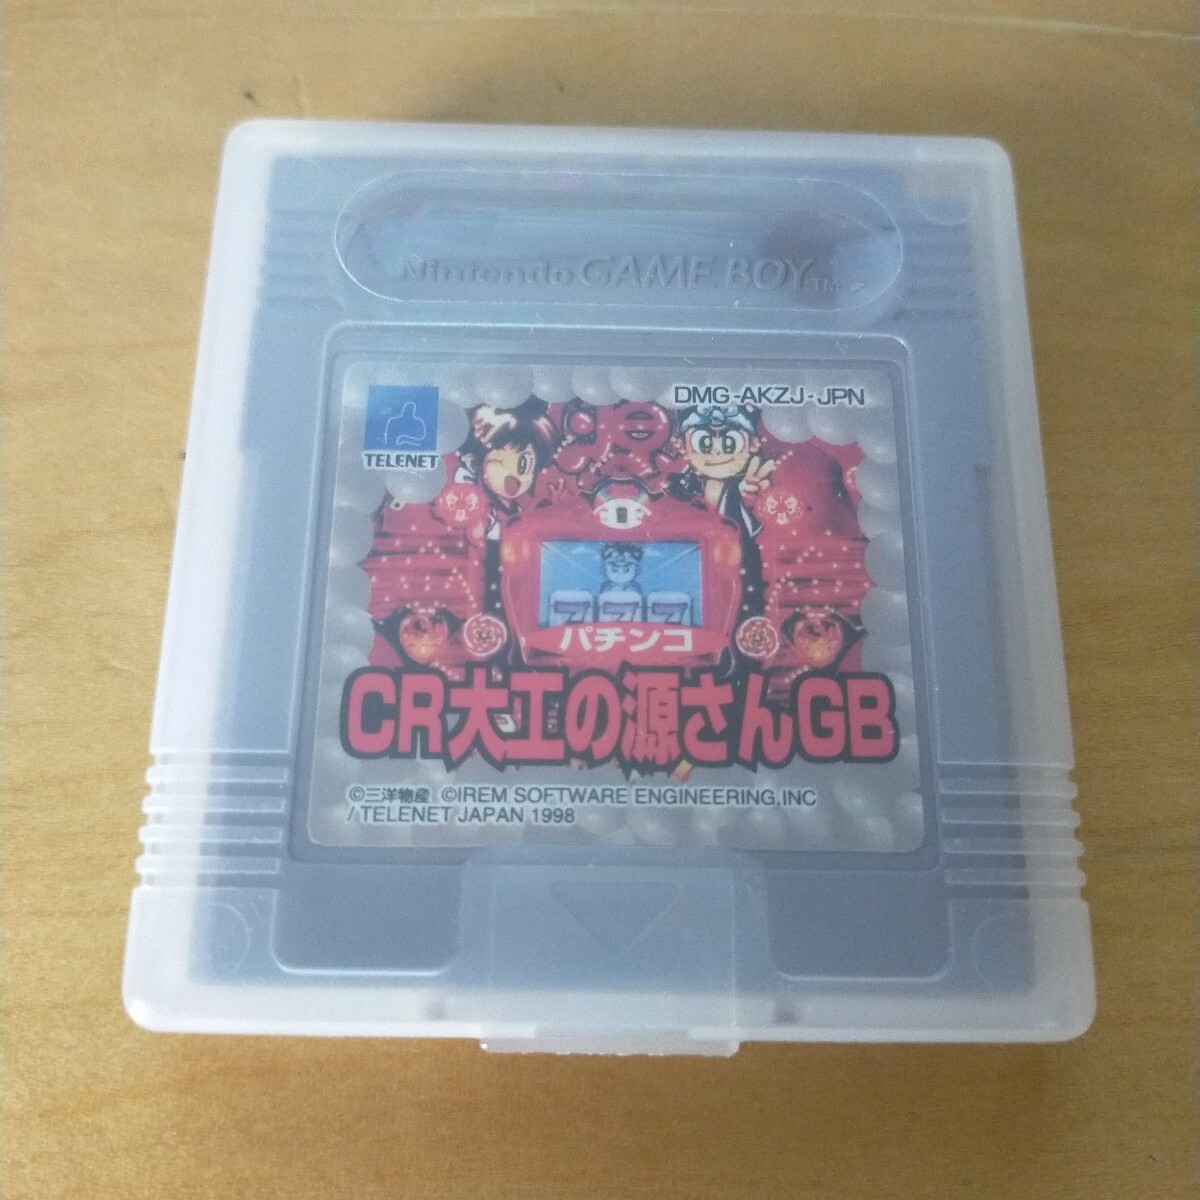 Nintendo GAME BOY TM
DMG-AKZJ-JPN
TELENET
777
パチンコ
CR大工の源さんGB
©三洋物産 ©IREM SOFTWARE ENGINEERING,INC
/ TELENET JAPAN 1998